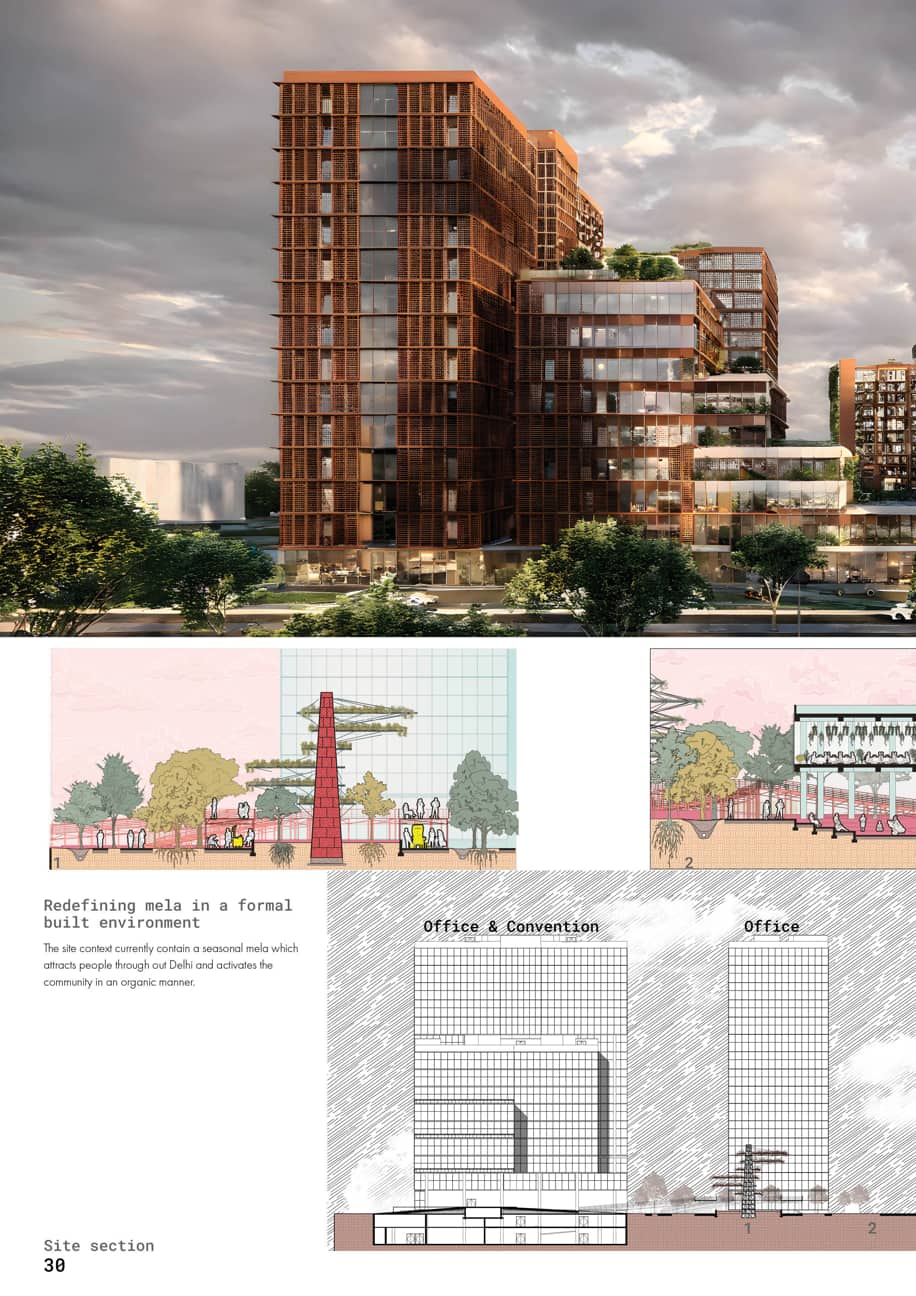 1
2
Redefining mela in a formal
built environment
The site context currently contain a seasonal mela which
attracts people through out Delhi and activates the
community in an organic manner.
Office & Convention
Office
1
2
Site section
30